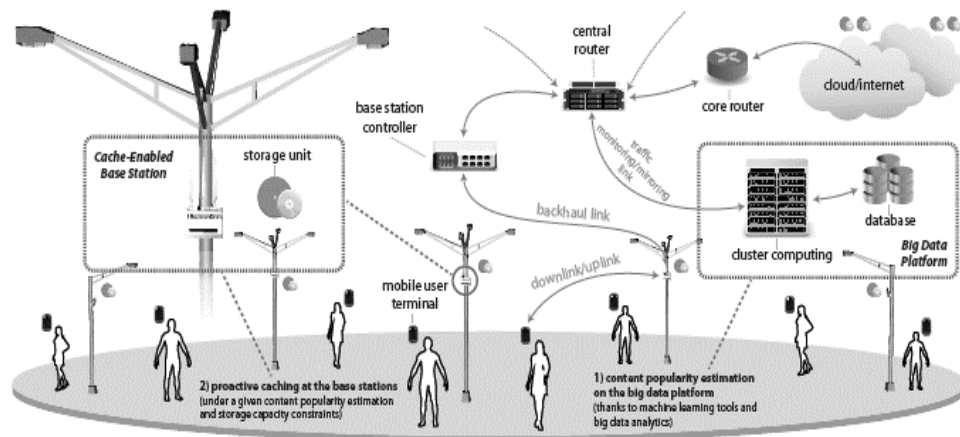 central
router
core router
cloud/internet
base station
controller
Cache-Enabled
Base Station
storage unit
traffic
monitoring/mirroring
link
backhaul link
database
cluster computing
Big Data
Platform
downlink/uplink
mobile user
terminal
2) proactive caching at the base stations
(under a given content popularity estimation
and storage capacity constraints)
1) content popularity estimation
on the big data platform
(thanks to machine learning tools and
big data analytics)